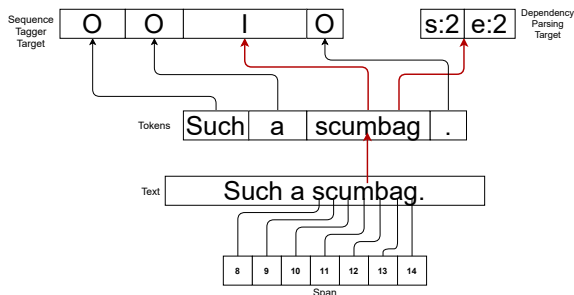 Sequence
Tagger
Target
O O I O
s:2 e:2
Dependency
Parsing
Target
Tokens
Such a scumbag .
Text
Such a scumbag.
8 9 10 11 12 13 14
Span